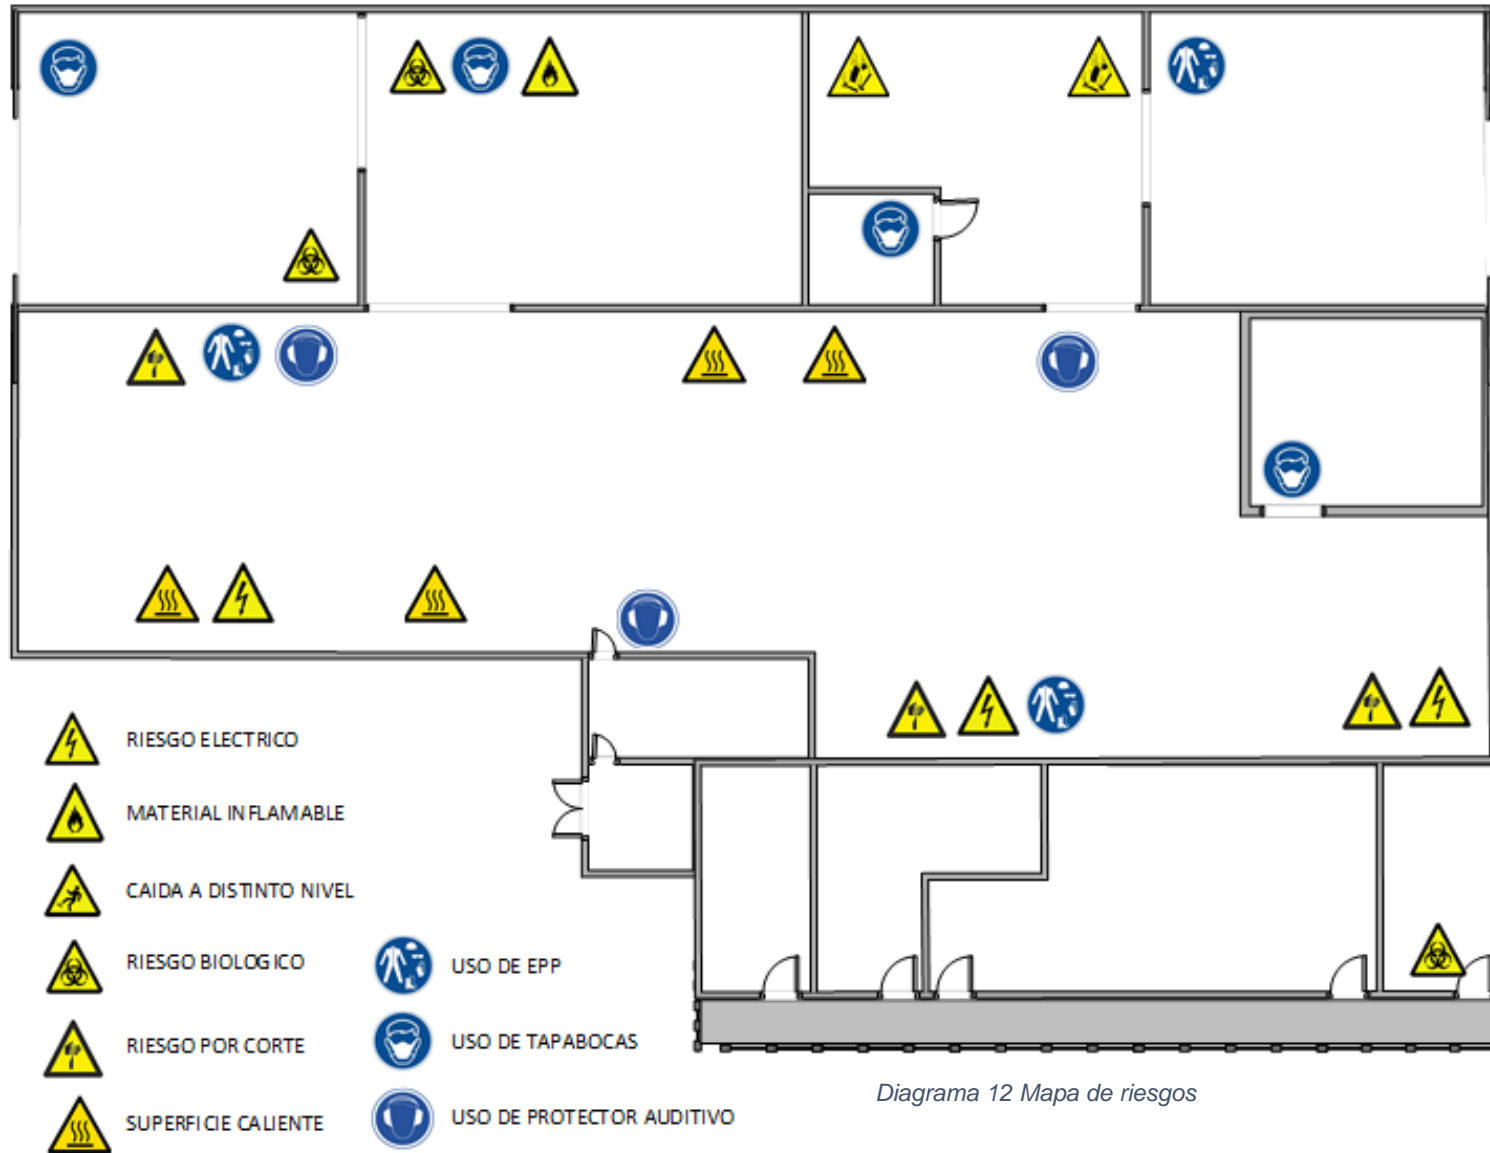 RIESGO ELECTRICO
MATERIAL INFLAMABLE
CAIDA A DISTINTO NIVEL
RIESGO BIOLOGICO
RIESGO POR CORTE
SUPERFICIE CALIENTE
USO DE EPP
USO DE TAPABOCAS
USO DE PROTECTOR AUDITIVO
Diagrama 12 Mapa de riesgos